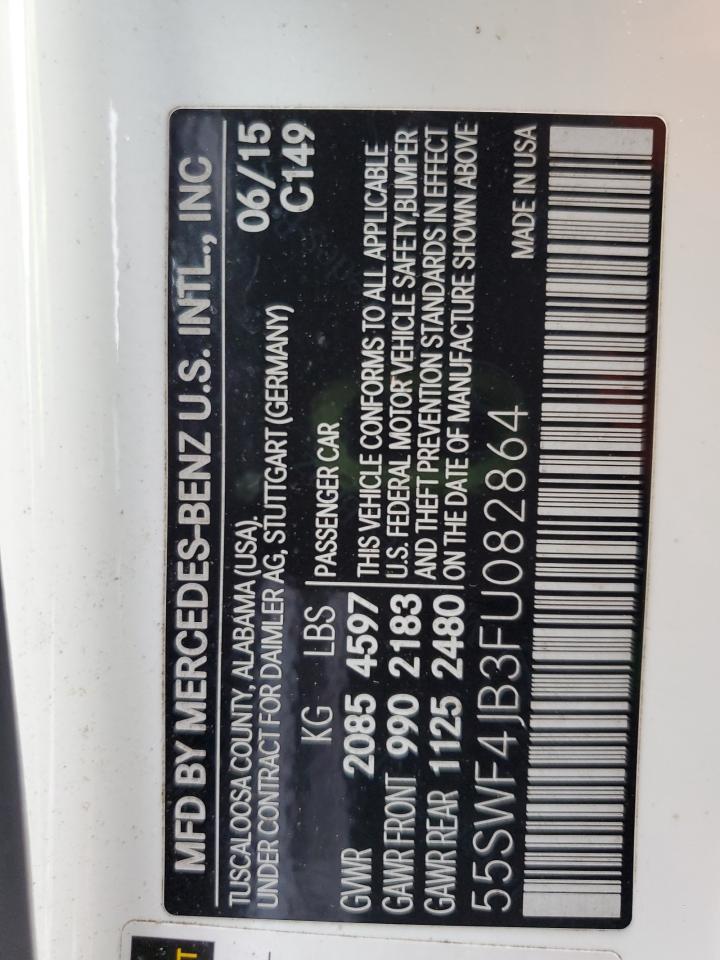 MFD BY MERCEDES-BENZ U.S. INTL., INC
TUSCALOOSA COUNTY, ALABAMA (USA). 06/15
UNDER CONTRACT FOR DAIMLER AG, STUTTGART (GERMANY) C149
KG LBS PASSENGER CAR
GVWR 2085 4597 THIS VEHICLE CONFORMS TO ALL APPLICABLE
GAWR FRONT 990 2183 U.S. FEDERAL MOTOR VEHICLE SAFETY, BUMPER
AND THEFT PREVENTION STANDARDS IN EFFECT
GAWR REAR 1125 2480 ON THE DATE OF MANUFACTURE SHOWN ABOVE
55SWF4JB3FU082864 MADE IN USA